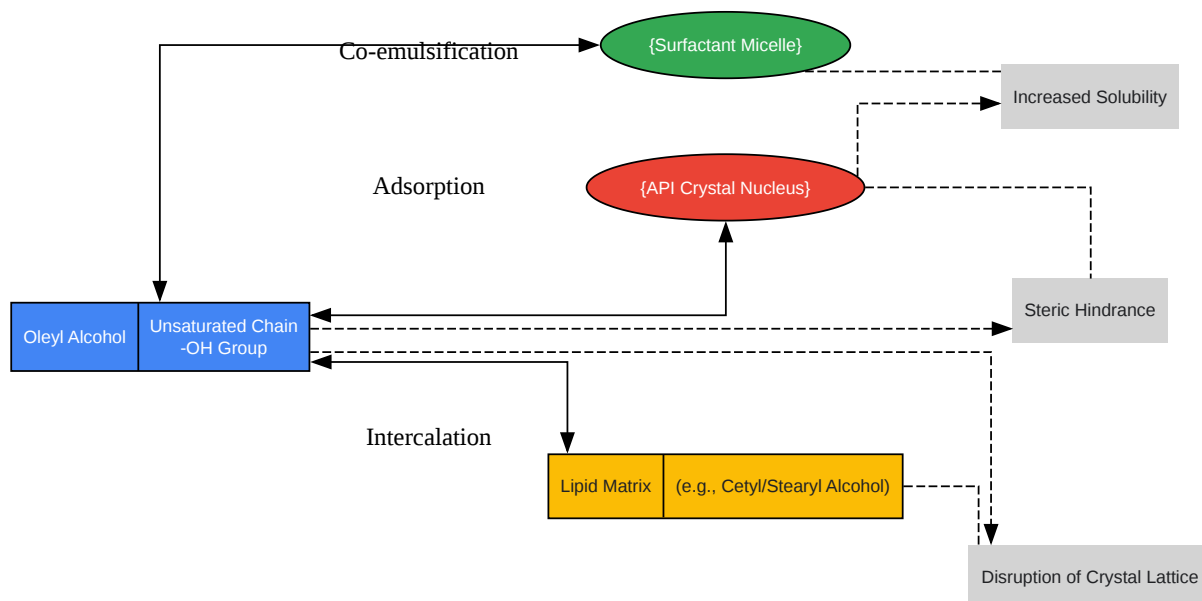 Co-emulsification
{Surfactant Micelle}
Increased Solubility
Adsorption
{API Crystal Nucleus}
Steric Hindrance
Oleyl Alcohol
Unsaturated Chain
-OH Group
Intercalation
Lipid Matrix
(e.g., Cetyl/Stearyl Alcohol)
Disruption of Crystal Lattice